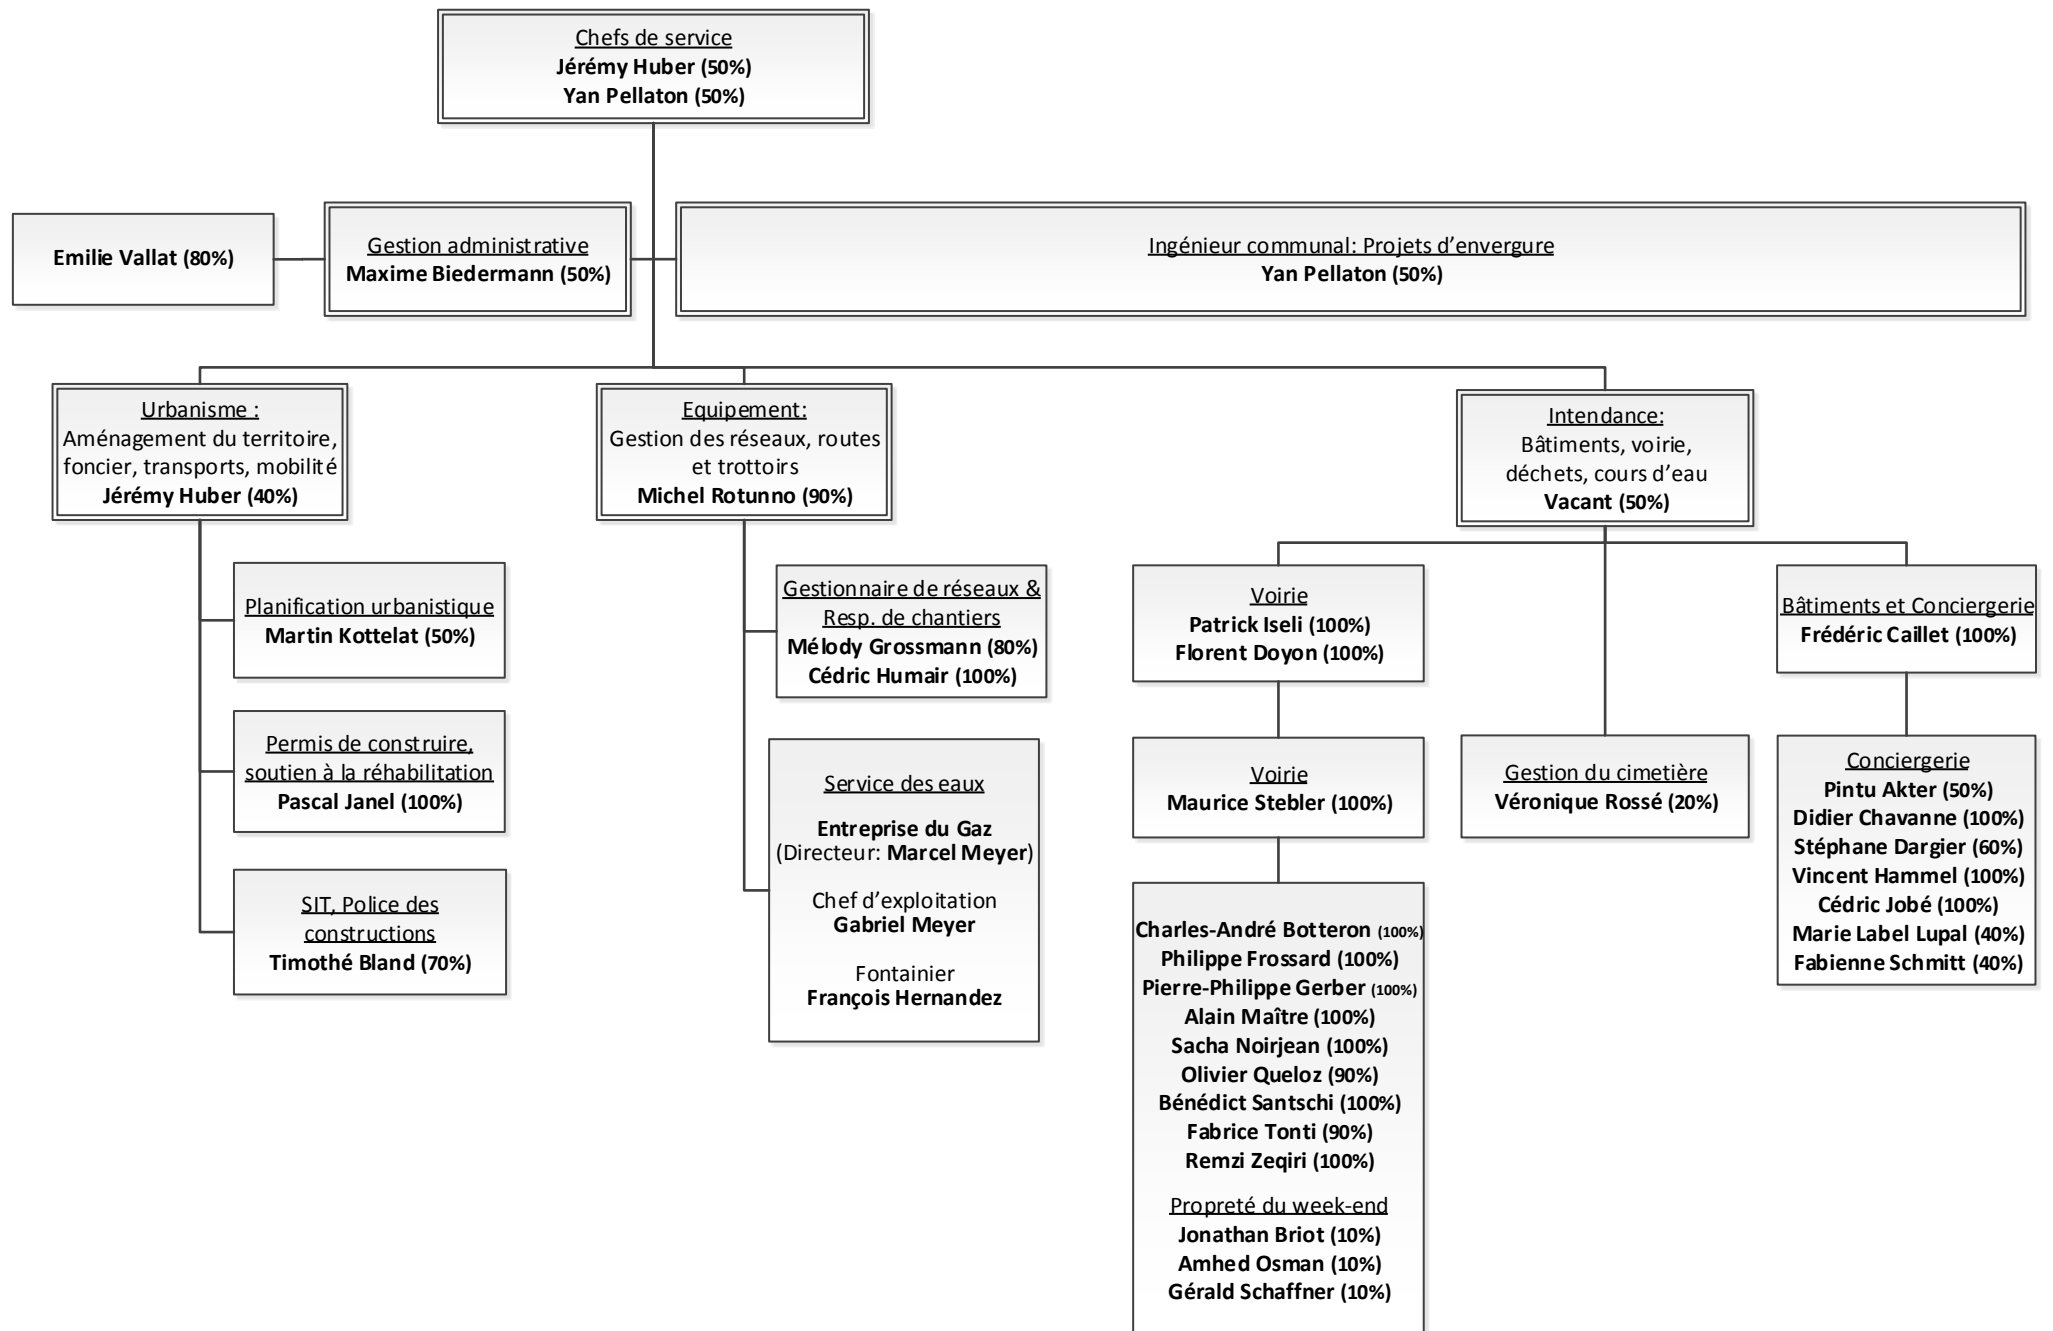 Chefs de service
Jérémy Huber (50%)
Yan Pellaton (50%)
Emilie Vallat (80%)
Gestion administrative
Maxime Biedermann (50%)
Ingénieur communal: Projets d’envergure
Yan Pellaton (50%)
Urbanisme :
Aménagement du territoire,
foncier, transports, mobilité
Jérémy Huber (40%)
Planification urbanistique
Martin Kottelat (50%)
Permis de construire,
soutien à la réhabilitation
Pascal Janel (100%)
SIT, Police des
constructions
Timothé Bland (70%)
Equipement:
Gestion des réseaux, routes
et trottoirs
Michel Rotunno (90%)
Gestionnaire de réseaux &
Resp. de chantiers
Mélody Grossmann (80%)
Cédric Humair (100%)
Service des eaux
Entreprise du Gaz
(Directeur: Marcel Meyer)
Chef d’exploitation
Gabriel Meyer
Fontainier
François Hernandez
Intendance:
Bâtiments, voirie,
déchets, cours d’eau
Vacant (50%)
Voirie
Patrick Iseli (100%)
Florent Doyon (100%)
Voirie
Maurice Stebler (100%)
Charles-André Botteron (100%)
Philippe Frossard (100%)
Pierre-Philippe Gerber (100%)
Alain Maître (100%)
Sacha Noirjean (100%)
Olivier Queloz (90%)
Bénédict Santschi (100%)
Fabrice Tonti (90%)
Remzi Zeqiri (100%)
Propreté du week-end
Jonathan Briot (10%)
Amhed Osman (10%)
Gérald Schaffner (10%)
Gestion du cimetière
Véronique Rossé (20%)
Bâtiments et Conciergerie
Frédéric Caillet (100%)
Conciergerie
Pintu Akter (50%)
Didier Chavanne (100%)
Stéphane Dargier (60%)
Vincent Hammel (100%)
Cédric Jobé (100%)
Marie Label Lupal (40%)
Fabienne Schmitt (40%)